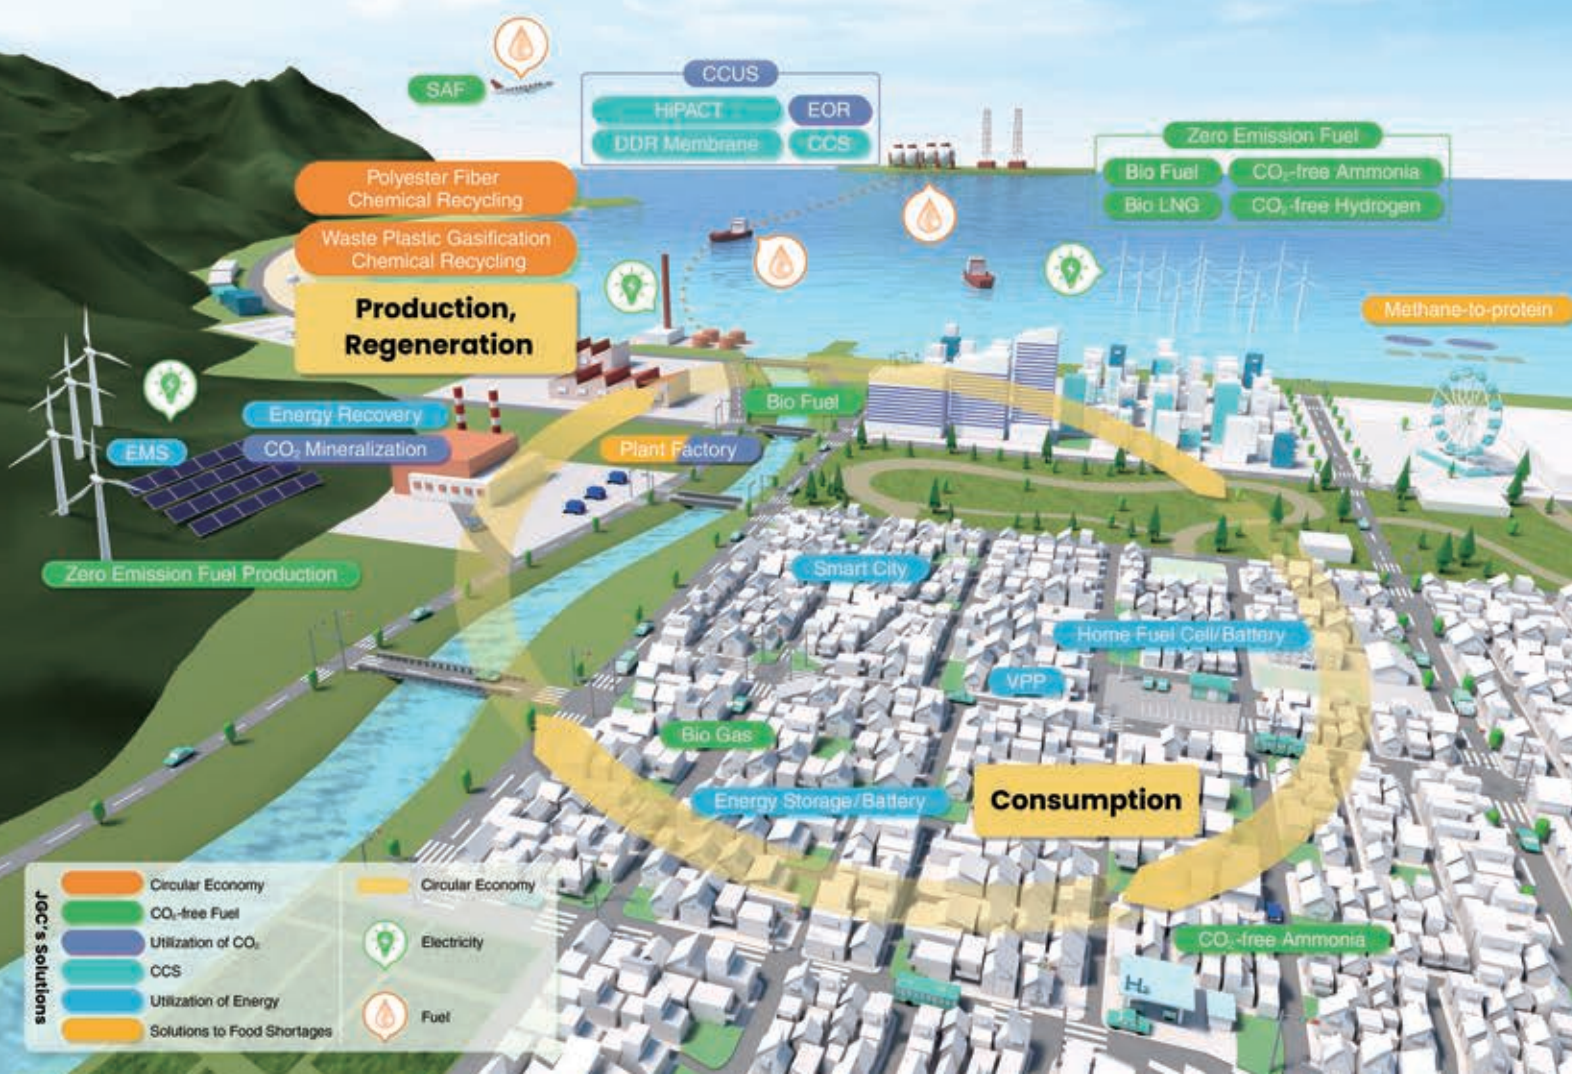 SAF
CCUS
HiPACT
EOR
DDR Membrane
CCS
Zero Emission Fuel
Bio Fuel
CO₂-free Ammonia
Bio LNG
CO₂-free Hydrogen
Polyester Fiber
Chemical Recycling
Waste Plastic Gasification
Chemical Recycling
Production,
Regeneration
Methane-to-protein
Energy Recovery
Bio Fuel
EMS
CO₂ Mineralization
Plant Factory
Zero Emission Fuel Production
Smart City
Home Fuel Cell/Battery
VPP
Bio Gas
Energy Storage/Battery
Consumption
CO₂-free Ammonia
H₂
JGC's Solutions
Circular Economy
CO₂-free Fuel
Utilization of CO₂
CCS
Utilization of Energy
Solutions to Food Shortages
Circular Economy
Electricity
Fuel